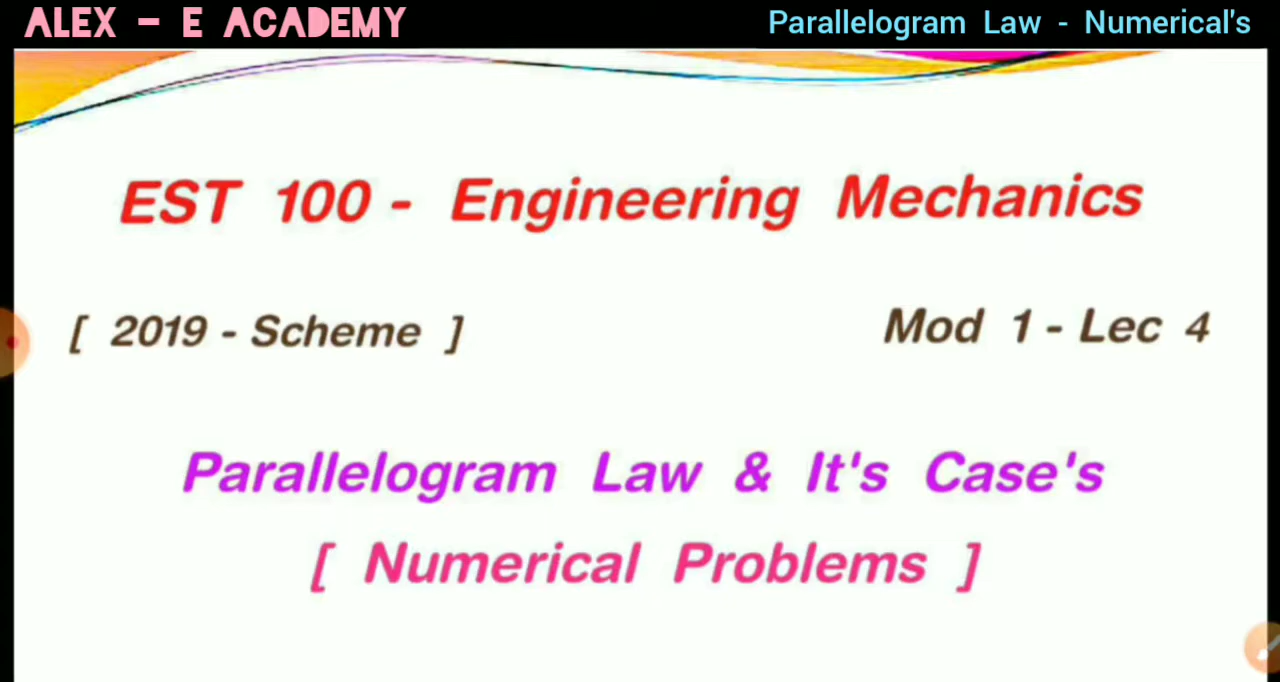 ALEX - E ACADEMY
Parallelogram Law - Numerical's
EST 100 - Engineering Mechanics
[ 2019 - Scheme ]
Mod 1 - Lec 4
Parallelogram Law & It's Case's
[ Numerical Problems ]